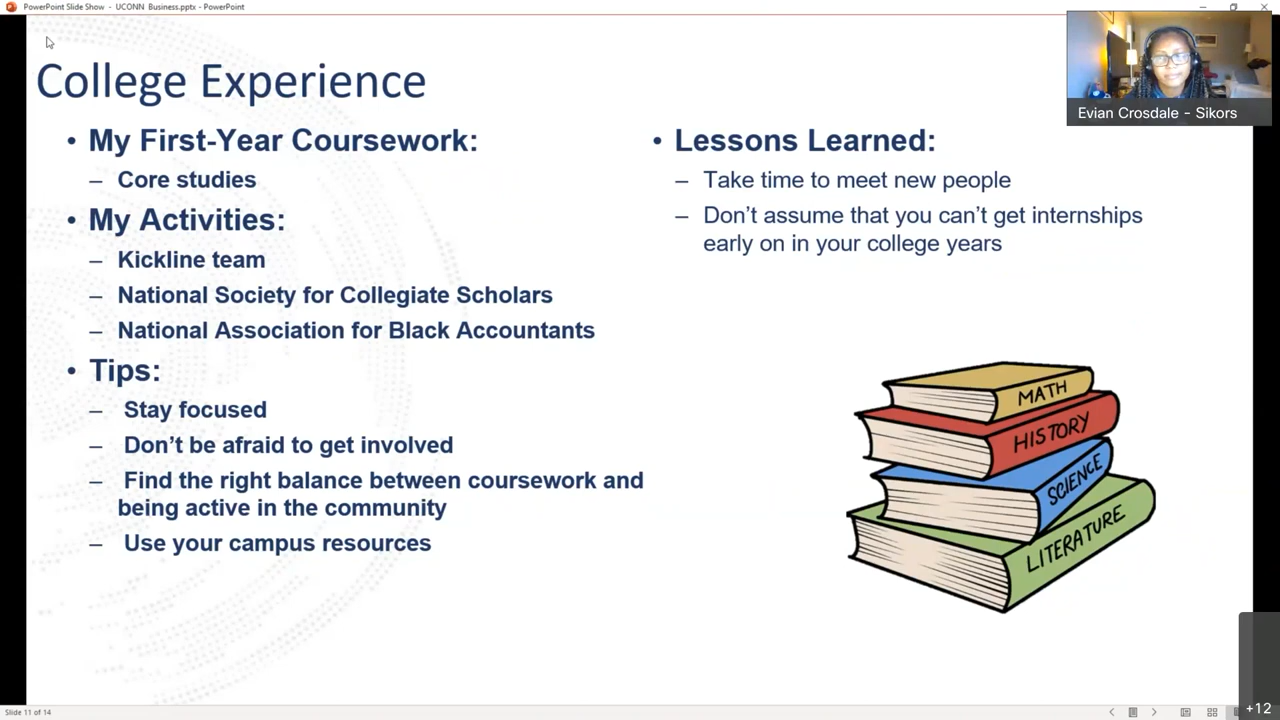 PowerPoint Slide Show - UCONN Business.pptx - PowerPoint
Evian Crosdale - Sikors
College Experience
• My First-Year Coursework:
– Core studies
• My Activities:
– Kickline team
– National Society for Collegiate Scholars
– National Association for Black Accountants
• Tips:
– Stay focused
– Don’t be afraid to get involved
– Find the right balance between coursework and
being active in the community
– Use your campus resources
• Lessons Learned:
– Take time to meet new people
– Don’t assume that you can’t get internships
early on in your college years
MATH
HISTORY
SCIENCE
LITERATURE
Slide 11 of 14
+12